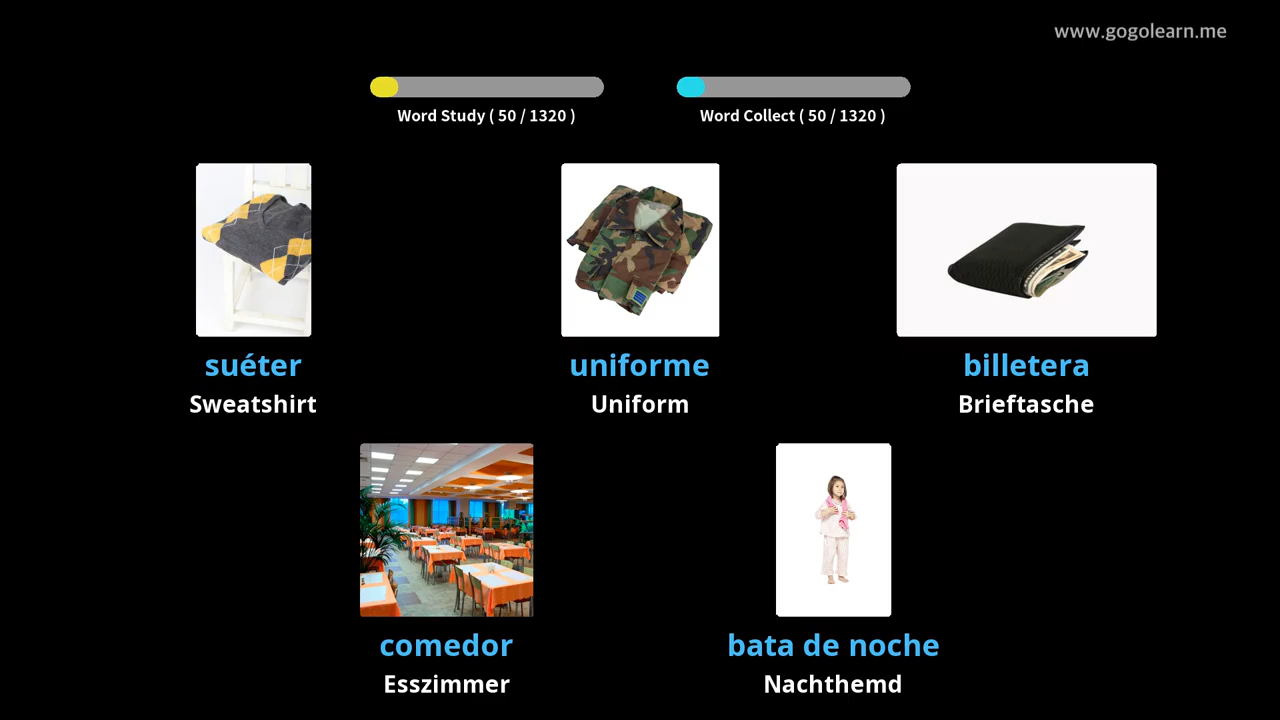 www.gogolearn.me
Word Study ( 50 / 1320 )
Word Collect ( 50 / 1320 )
suéter
Sweatshirt
uniforme
Uniform
billetera
Brieftasche
comedor
Esszimmer
bata de noche
Nachthemd